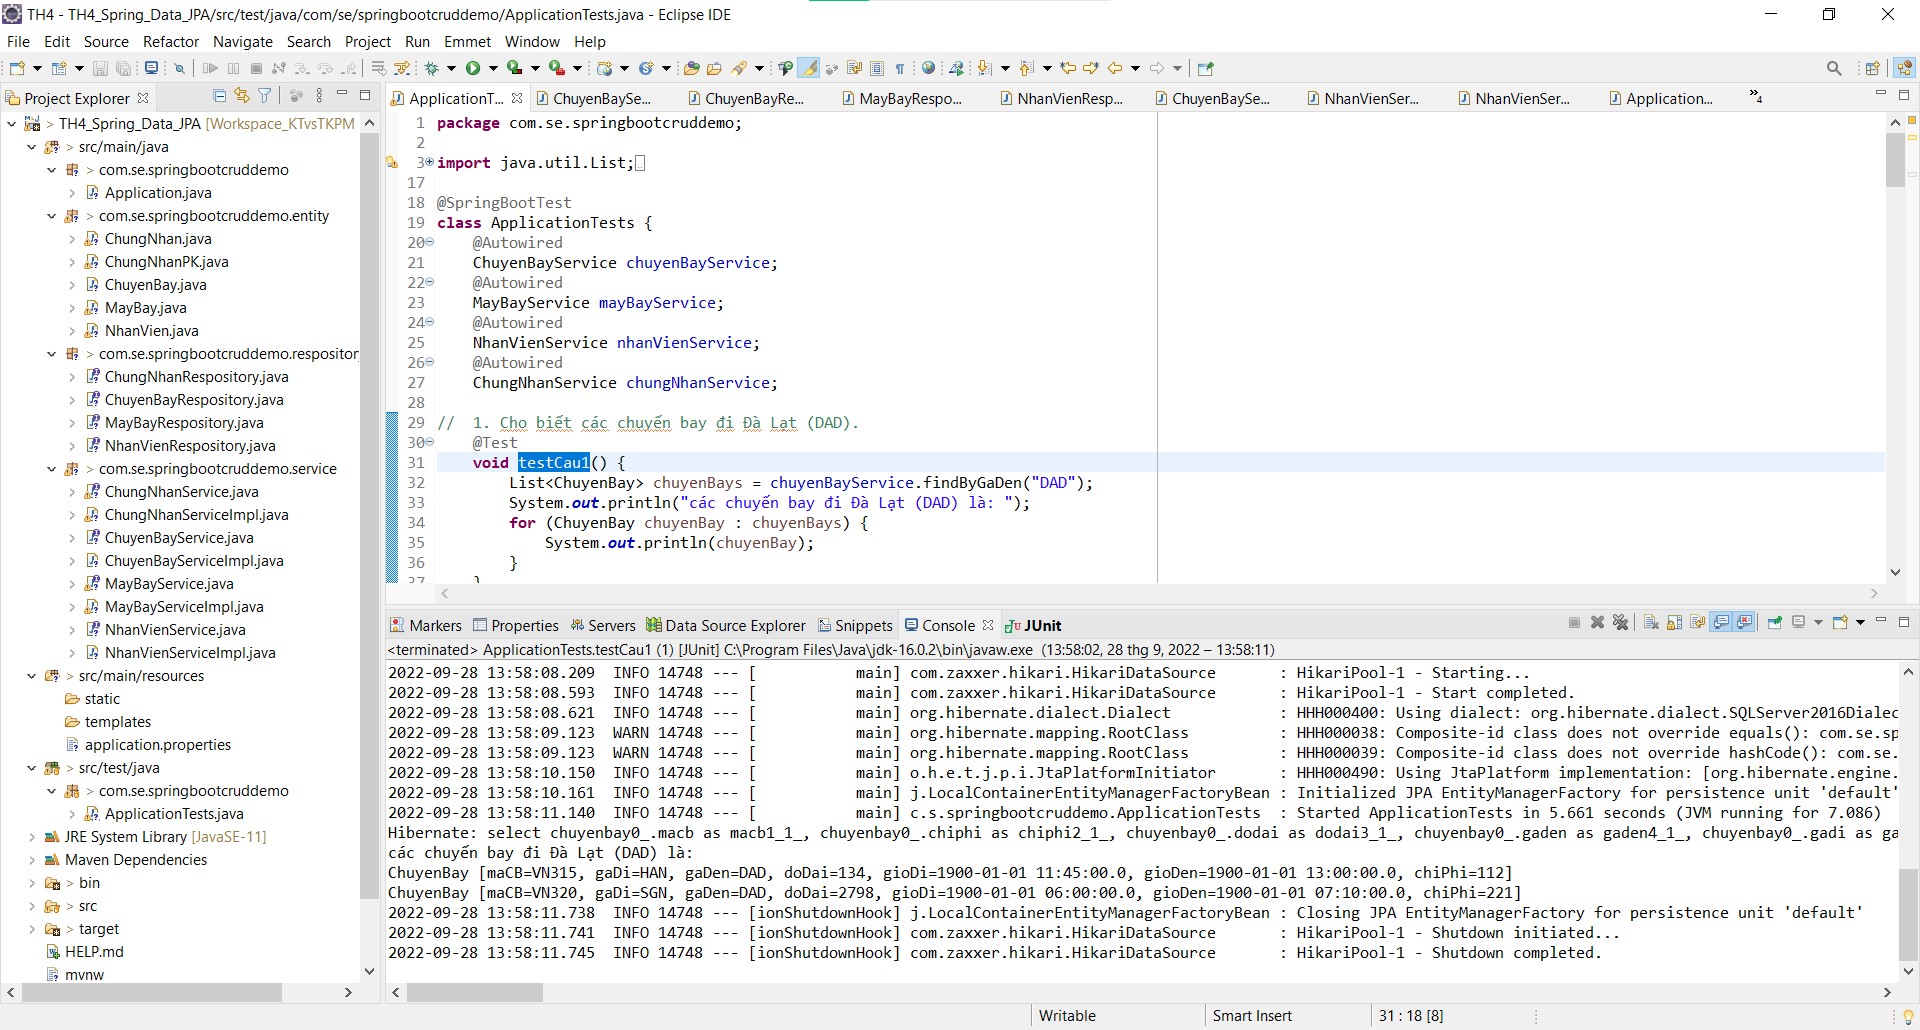 TH4 - TH4_Spring_Data_JPA/src/test/java/com/se/springbootcruddemo/ApplicationTests.java - Eclipse IDE
File Edit Source Refactor Navigate Search Project Run Emmet Window Help
Project Explorer
TH4_Spring_Data_JPA [Workspace_KTvsTKPM
> src/main/java
> com.se.springbootcruddemo
Application.java
> com.se.springbootcruddemo.entity
ChungNhan.java
ChungNhanPK.java
ChuyenBay.java
MayBay.java
NhanVien.java
> com.se.springbootcruddemo.respositor
ChungNhanRespository.java
ChuyenBayRespository.java
MayBayRespository.java
NhanVienRespository.java
> com.se.springbootcruddemo.service
ChungNhanService.java
ChungNhanServiceImpl.java
ChuyenBayService.java
ChuyenBayServiceImpl.java
MayBayService.java
MayBayServiceImpl.java
NhanVienService.java
NhanVienServiceImpl.java
> src/main/resources
static
templates
application.properties
> src/test/java
> com.se.springbootcruddemo
ApplicationTests.java
JRE System Library [JavaSE-11]
Maven Dependencies
> bin
> src
> target
HELP.md
mvnw
ApplicationT... ChuyenBaySe... ChuyenBayRe... MayBayRespo... NhanVienResp... ChuyenBaySe... NhanVienSer... NhanVienSer... Application... »4
1 package com.se.springbootcruddemo;
2
3 import java.util.List;
17
18 @SpringBootTest
19 class ApplicationTests {
20 @Autowired
21 ChuyenBayService chuyenBayService;
22 @Autowired
23 MayBayService mayBayService;
24 @Autowired
25 NhanVienService nhanVienService;
26 @Autowired
27 ChungNhanService chungNhanService;
28
29 // 1. Cho biết các chuyến bay đi Đà Lạt (DAD).
30 @Test
31 void testCau1() {
32 List<ChuyenBay> chuyenBays = chuyenBayService.findByGaDen("DAD");
33 System.out.println("các chuyến bay đi Đà Lạt (DAD) là: ");
34 for (ChuyenBay chuyenBay : chuyenBays) {
35 System.out.println(chuyenBay);
36 }
37 }
Markers Properties Servers Data Source Explorer Snippets Console JUnit
<terminated> ApplicationTests.testCau1 (1) [JUnit] C:\Program Files\Java\jdk-16.0.2\bin\javaw.exe (13:58:02, 28 thg 9, 2022 – 13:58:11)
2022-09-28 13:58:08.209 INFO 14748 --- [ main] com.zaxxer.hikari.HikariDataSource : HikariPool-1 - Starting...
2022-09-28 13:58:08.593 INFO 14748 --- [ main] com.zaxxer.hikari.HikariDataSource : HikariPool-1 - Start completed.
2022-09-28 13:58:08.621 INFO 14748 --- [ main] org.hibernate.dialect.Dialect : HHH000400: Using dialect: org.hibernate.dialect.SQLServer2016Dialec
2022-09-28 13:58:09.123 WARN 14748 --- [ main] org.hibernate.mapping.RootClass : HHH000038: Composite-id class does not override equals(): com.se.sp
2022-09-28 13:58:09.123 WARN 14748 --- [ main] org.hibernate.mapping.RootClass : HHH000039: Composite-id class does not override hashCode(): com.se.
2022-09-28 13:58:10.150 INFO 14748 --- [ main] o.h.e.t.j.p.i.JtaPlatformInitiator : HHH000490: Using JtaPlatform implementation: [org.hibernate.engine.
2022-09-28 13:58:10.161 INFO 14748 --- [ main] j.LocalContainerEntityManagerFactoryBean : Initialized JPA EntityManagerFactory for persistence unit 'default'
2022-09-28 13:58:11.140 INFO 14748 --- [ main] c.s.springbootcruddemo.ApplicationTests : Started ApplicationTests in 5.661 seconds (JVM running for 7.086)
Hibernate: select chuyenbay0_.macb as macb1_1_, chuyenbay0_.chiphi as chiphi2_1_, chuyenbay0_.dodai as dodai3_1_, chuyenbay0_.gaden as gaden4_1_, chuyenbay0_.gadi as ga
các chuyến bay đi Đà Lạt (DAD) là:
ChuyenBay [maCB=VN315, gaDi=HAN, gaDen=DAD, doDai=134, gioDi=1900-01-01 11:45:00.0, gioDen=1900-01-01 13:00:00.0, chiPhi=112]
ChuyenBay [maCB=VN320, gaDi=SGN, gaDen=DAD, doDai=2798, gioDi=1900-01-01 06:00:00.0, gioDen=1900-01-01 07:10:00.0, chiPhi=221]
2022-09-28 13:58:11.738 INFO 14748 --- [ionShutdownHook] j.LocalContainerEntityManagerFactoryBean : Closing JPA EntityManagerFactory for persistence unit 'default'
2022-09-28 13:58:11.741 INFO 14748 --- [ionShutdownHook] com.zaxxer.hikari.HikariDataSource : HikariPool-1 - Shutdown initiated...
2022-09-28 13:58:11.745 INFO 14748 --- [ionShutdownHook] com.zaxxer.hikari.HikariDataSource : HikariPool-1 - Shutdown completed.
Writable Smart Insert 31 : 18 [8]